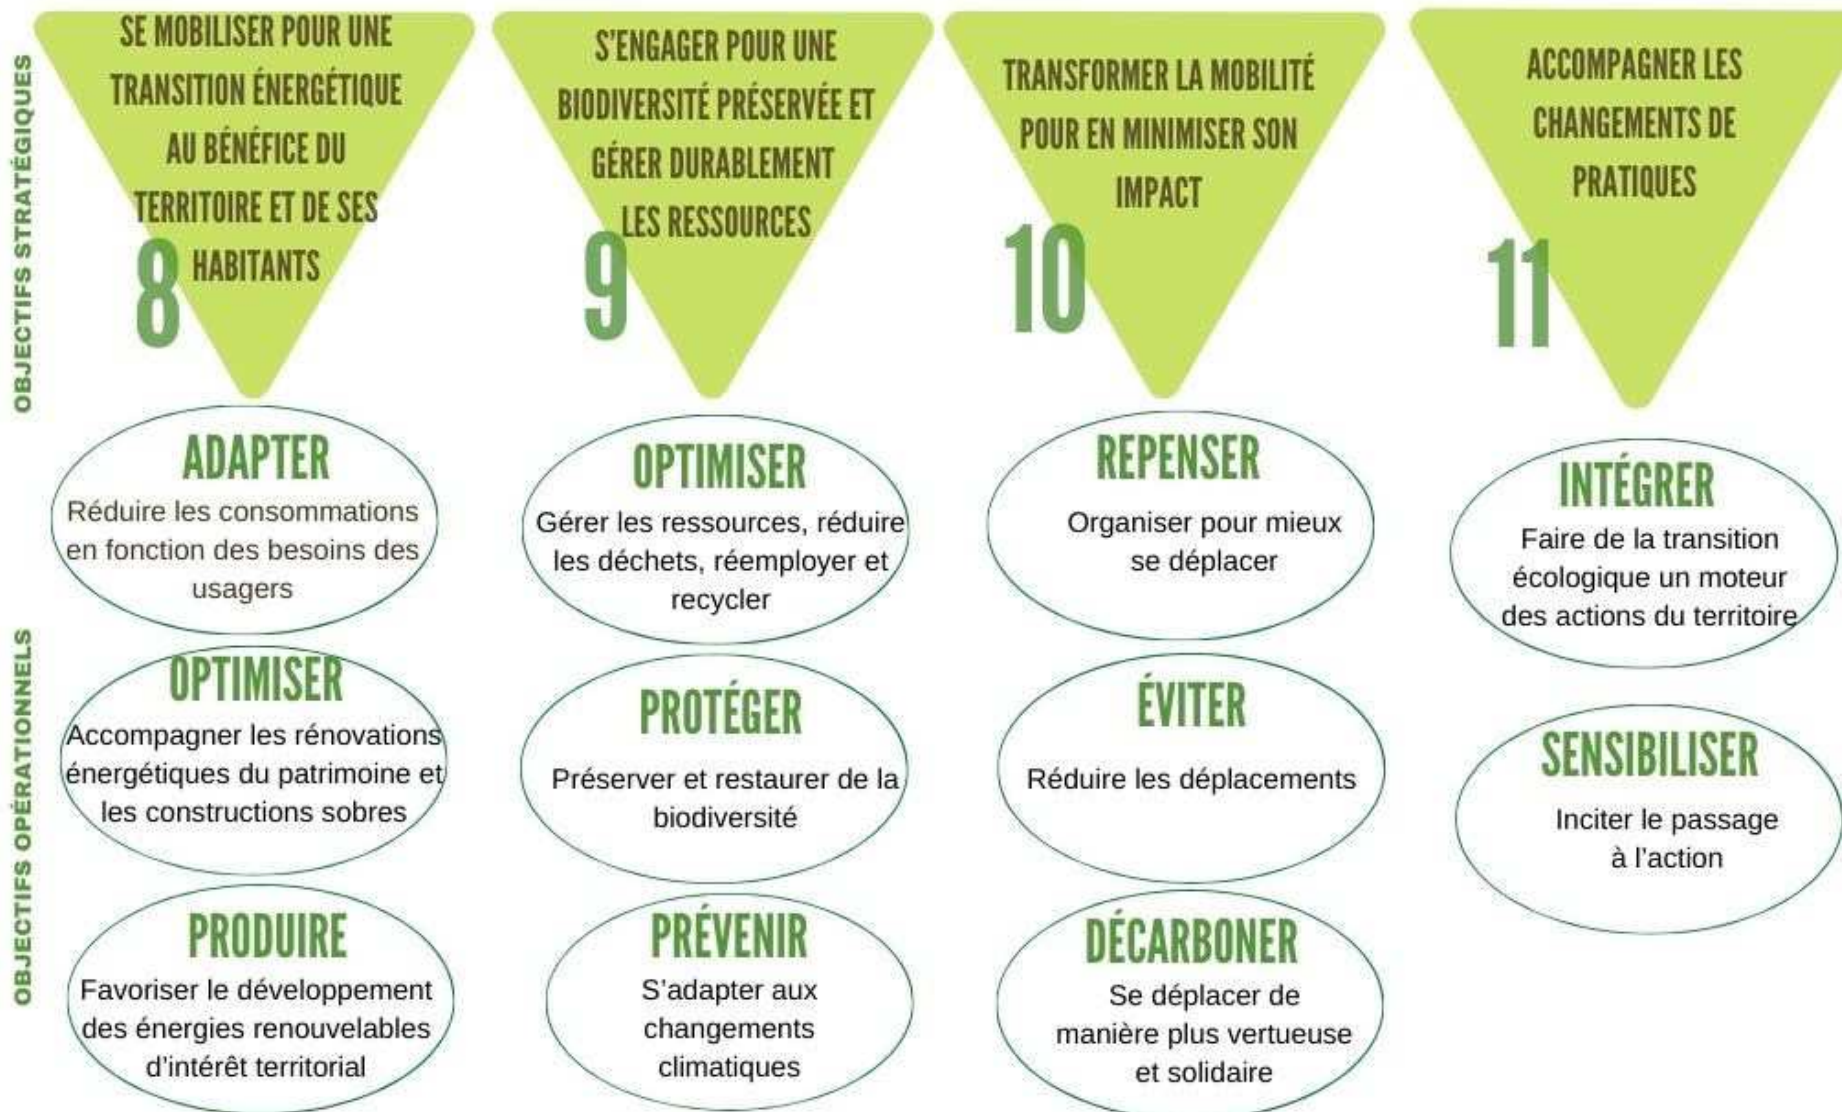 OBJECTIFS STRATÉGIQUES
SE MOBILISER POUR UNE
TRANSITION ÉNERGÉTIQUE
AU BÉNÉFICE DU
TERRITOIRE ET DE SES
HABITANTS
8
S'ENGAGER POUR UNE
BIODIVERSITÉ PRÉSERVÉE ET
GÉRER DURABLEMENT
LES RESSOURCES
9
TRANSFORMER LA MOBILITÉ
POUR EN MINIMISER SON
IMPACT
10
ACCOMPAGNER LES
CHANGEMENTS DE
PRATIQUES
11
OBJECTIFS OPÉRATIONNELS
ADAPTER
Réduire les consommations
en fonction des besoins des
usagers
OPTIMISER
Accompagner les rénovations
énergétiques du patrimoine et
les constructions sobres
PRODUIRE
Favoriser le développement
des énergies renouvelables
d'intérêt territorial
OPTIMISER
Gérer les ressources, réduire
les déchets, réemployer et
recycler
PROTÉGER
Préserver et restaurer de la
biodiversité
PRÉVENIR
S'adapter aux
changements
climatiques
REPENSER
Organiser pour mieux
se déplacer
ÉVITER
Réduire les déplacements
DÉCARBONER
Se déplacer de
manière plus vertueuse
et solidaire
INTÉGRER
Faire de la transition
écologique un moteur
des actions du territoire
SENSIBILISER
Inciter le passage
à l'action